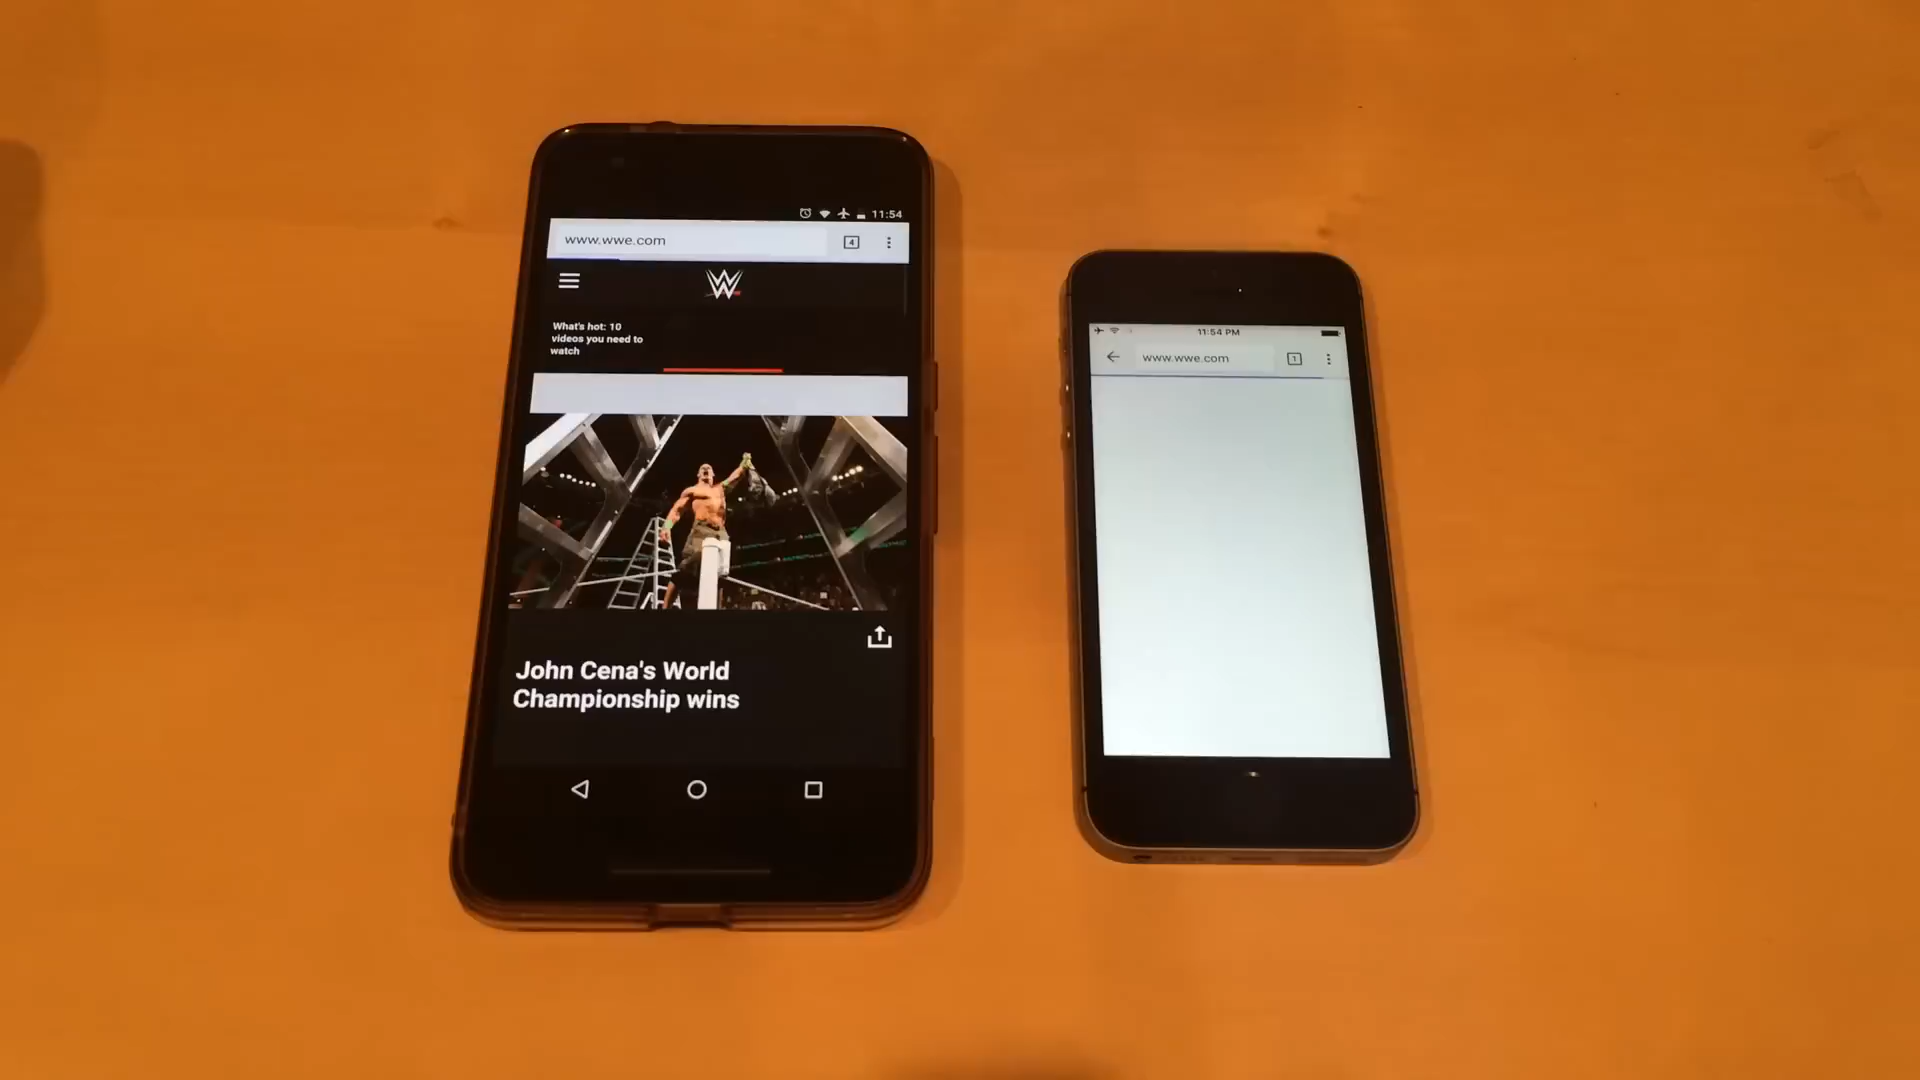 11:54
www.wwe.com
4
W
What's hot: 10
videos you need to
watch
John Cena's World
Championship wins
11:54 PM
www.wwe.com
1